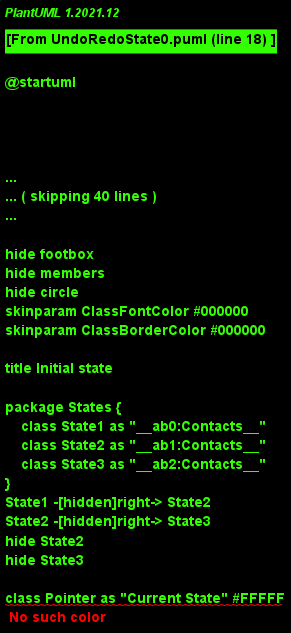 PlantUML 1.2021.12
[From UndoRedoState0.puml (line 18) ]
@startuml
...
... ( skipping 40 lines )
...
hide footbox
hide members
hide circle
skinparam ClassFontColor #000000
skinparam ClassBorderColor #000000
title Initial state
package States {
class State1 as "__ab0:Contacts__"
class State2 as "__ab1:Contacts__"
class State3 as "__ab2:Contacts__"
}
State1 -[hidden]right-> State2
State2 -[hidden]right-> State3
hide State2
hide State3
class Pointer as "Current State" #FFFFF
No such color